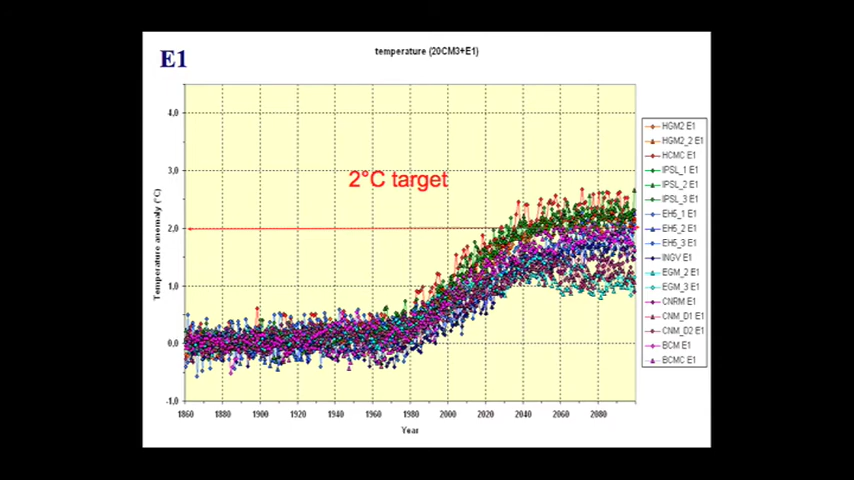 E1
temperature (20CM3+E1)
4,0
3,0
2,0
1,0
0,0
-1,0
Temperature anomaly (°C)
2°C target
1860 1880 1900 1920 1940 1960 1980 2000 2020 2040 2060 2080
Year
HGM2 E1
HGM2_2 E1
HCMC E1
IPSL_1 E1
IPSL_2 E1
IPSL_3 E1
EH5_1 E1
EH5_2 E1
EH5_3 E1
INGV E1
EGM_2 E1
EGM_3 E1
CNRM E1
CNM_D1 E1
CNM_D2 E1
BCM E1
BCMC E1